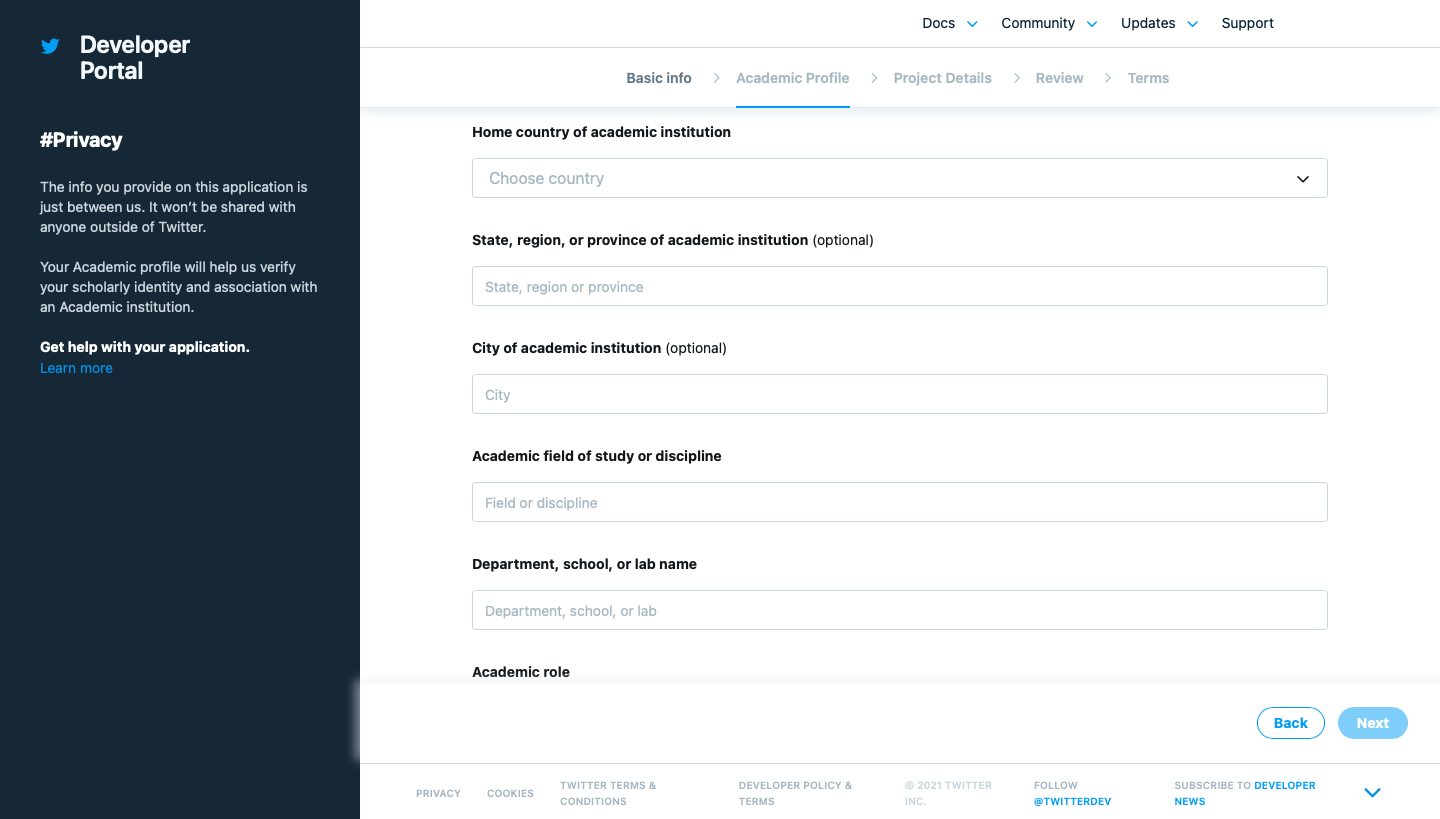 Developer
Portal
#Privacy
The info you provide on this application is
just between us. It won’t be shared with
anyone outside of Twitter.
Your Academic profile will help us verify
your scholarly identity and association with
an Academic institution.
Get help with your application.
Learn more
Docs Community Updates Support
Basic info Academic Profile Project Details Review Terms
Home country of academic institution
Choose country
State, region, or province of academic institution (optional)
State, region or province
City of academic institution (optional)
City
Academic field of study or discipline
Field or discipline
Department, school, or lab name
Department, school, or lab
Academic role
Back Next
PRIVACY
COOKIES
TWITTER TERMS &
CONDITIONS
DEVELOPER POLICY &
TERMS
© 2021 TWITTER
INC.
FOLLOW
@TWITTERDEV
SUBSCRIBE TO DEVELOPER
NEWS